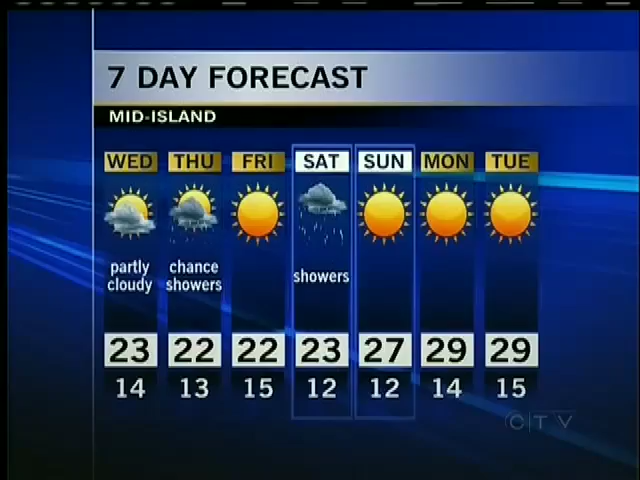 7 DAY FORECAST
MID-ISLAND
WED THU FRI SAT SUN MON TUE
partly cloudy
chance showers
showers
23 22 22 23 27 29 29
14 13 15 12 12 14 15
CTV